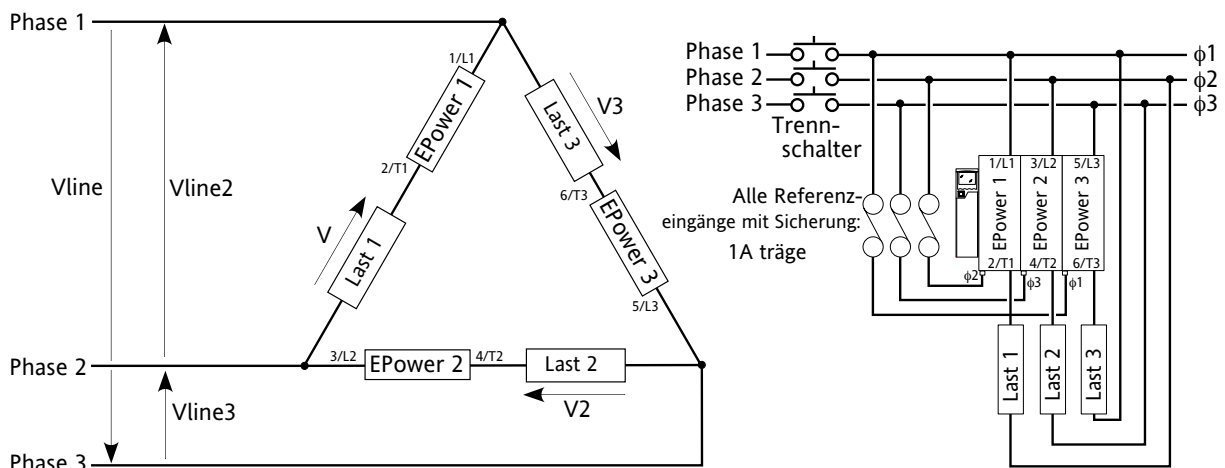 Phase 1
1/L1
EPower 1
2/T1
Last 3
V3
6/T3
EPower 3
5/L3
Vline
Vline2
V
Last 1
Phase 2
3/L2
EPower 2
4/T2
Last 2
V2
Vline3
Phase 3
Phase 1
ϕ1
Phase 2
ϕ2
Phase 3
ϕ3
Trenn-
schalter
Alle Referenz-
eingänge mit Sicherung:
1A träge
1/L1
3/L2
5/L3
EPower 1
EPower 2
EPower 3
2/T1
4/T2
6/T3
ϕ2
ϕ3
ϕ1
Last 1
Last 2
Last 3